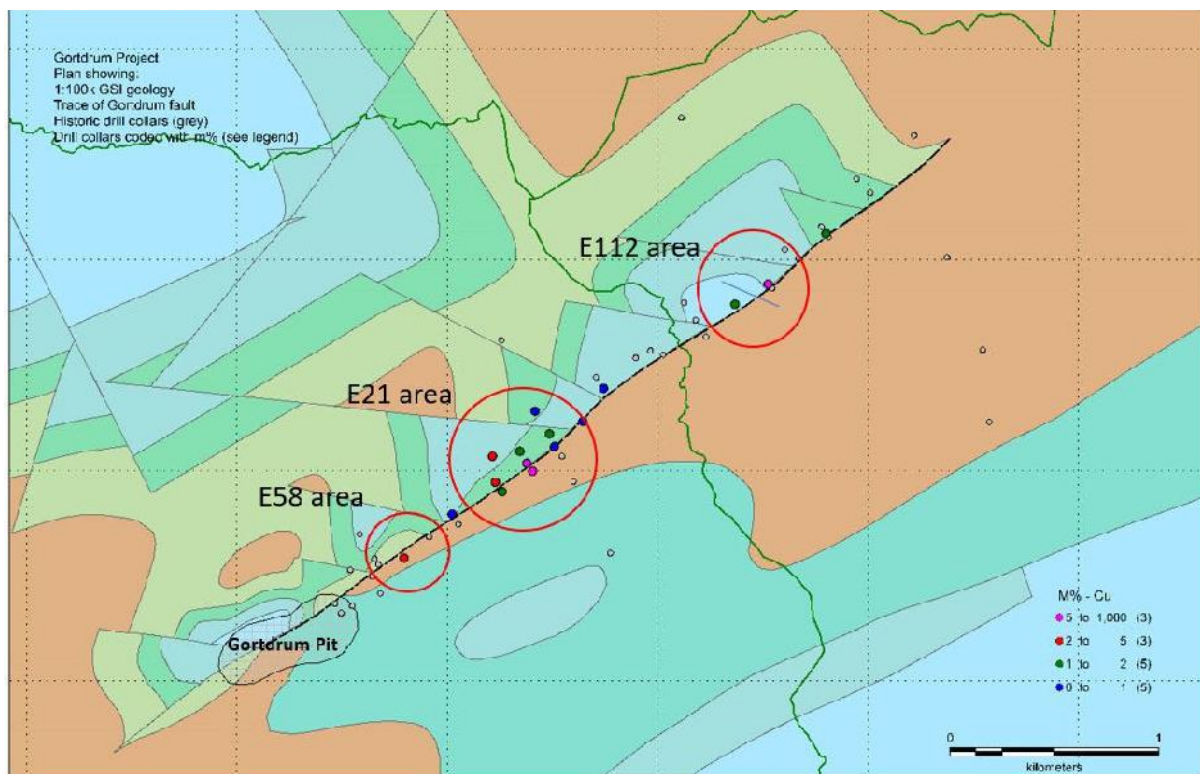 Gortdrum Project
Plan showing:
1:100k GSI geology
Trace of Gortdrum fault
Historic drill collars (grey)
Drill collars coded with m% (see legend)
E112 area
E21 area
E58 area
Gortdrum Pit
M% - Cu
5 to 1,000 (3)
2 to 5 (3)
1 to 2 (5)
0 to 1 (5)
0 1
kilometers